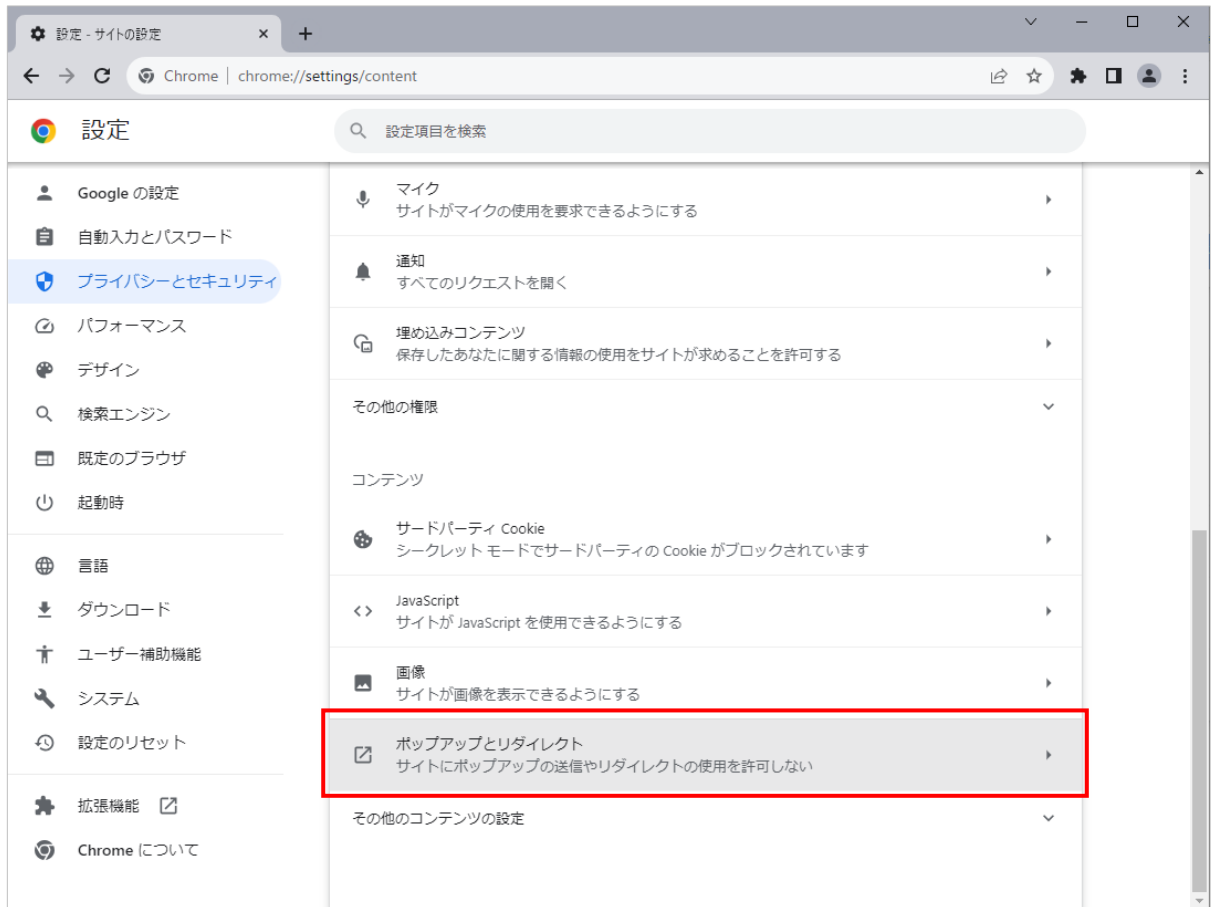 設定 - サイトの設定
Chrome | chrome://settings/content
設定
設定項目を検索
Google の設定
自動入力とパスワード
プライバシーとセキュリティ
パフォーマンス
デザイン
検索エンジン
既定のブラウザ
起動時
言語
ダウンロード
ユーザー補助機能
システム
設定のリセット
拡張機能
Chrome について
マイク
サイトがマイクの使用を要求できるようにする
通知
すべてのリクエストを開く
埋め込みコンテンツ
保存したあなたに関する情報の使用をサイトが求めることを許可する
その他の権限
コンテンツ
サードパーティ Cookie
シークレット モードでサードパーティの Cookie がブロックされています
JavaScript
サイトが JavaScript を使用できるようにする
画像
サイトが画像を表示できるようにする
ポップアップとリダイレクト
サイトにポップアップの送信やリダイレクトの使用を許可しない
その他のコンテンツの設定